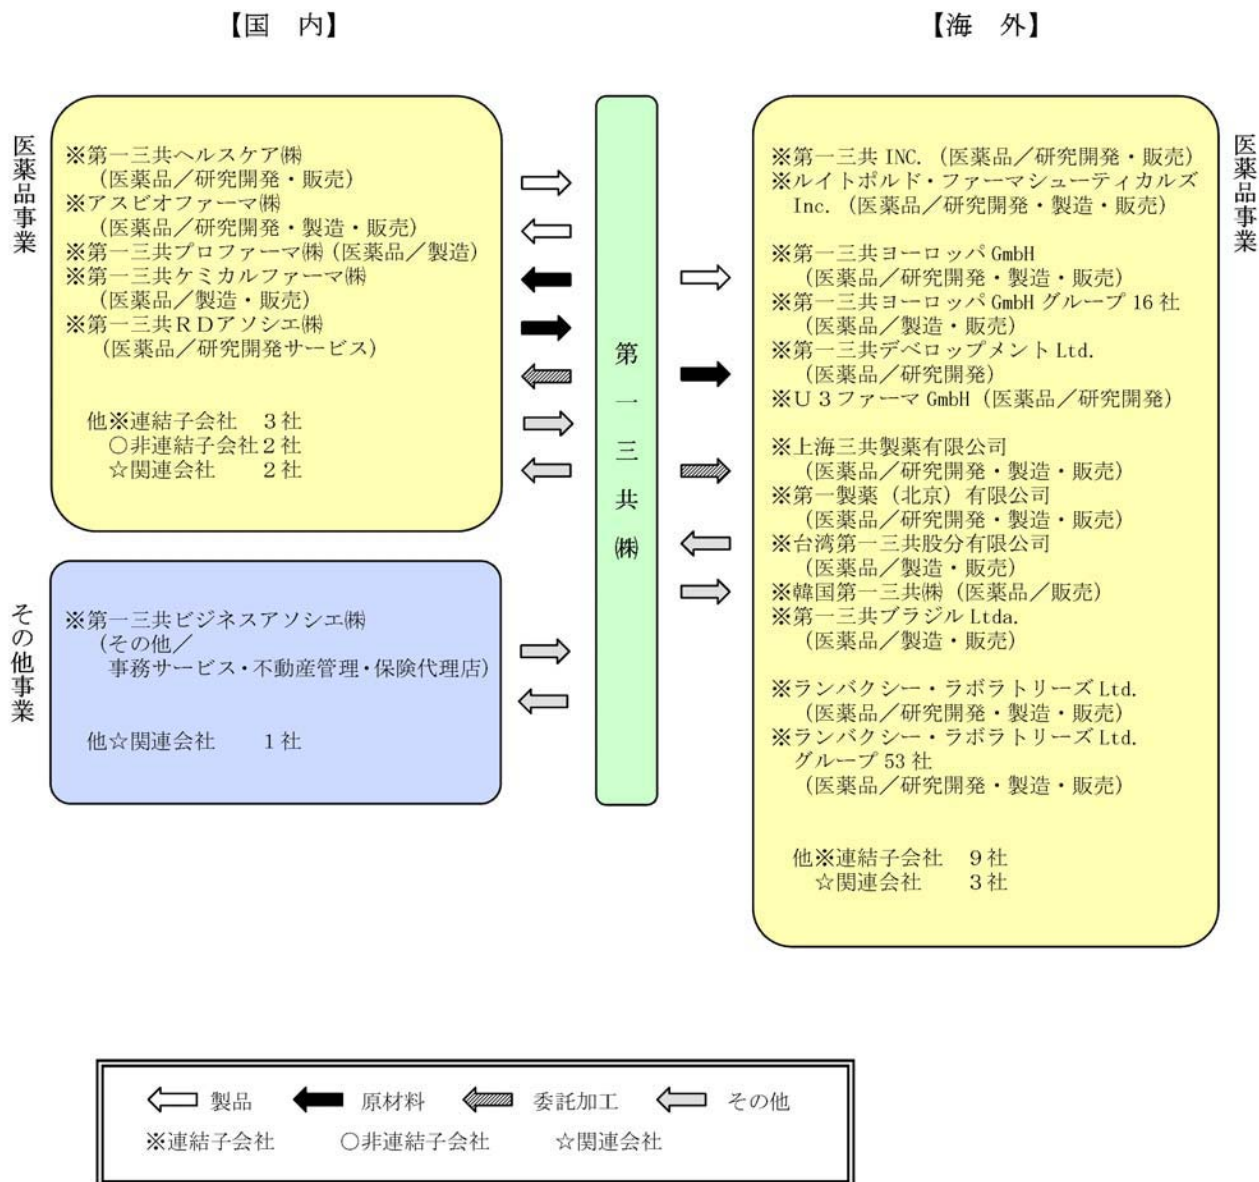 【国　内】
【海　外】
医薬品事業
※第一三共ヘルスケア㈱
（医薬品／研究開発・販売）
※アスビオファーマ㈱
（医薬品／研究開発・製造・販売）
※第一三共プロファーマ㈱（医薬品／製造）
※第一三共ケミカルファーマ㈱
（医薬品／製造・販売）
※第一三共ＲＤアソシエ㈱
（医薬品／研究開発サービス）
他※連結子会社　3社
○非連結子会社2社
☆関連会社　2社
その他事業
※第一三共ビジネスアソシエ㈱
（その他／
事務サービス・不動産管理・保険代理店）
他☆関連会社　1社
第一三共㈱
医薬品事業
※第一三共 INC.（医薬品／研究開発・販売）
※ルイトポルド・ファーマシューティカルズ
Inc.（医薬品／研究開発・製造・販売）
※第一三共ヨーロッパ GmbH
（医薬品／研究開発・製造・販売）
※第一三共ヨーロッパ GmbH グループ 16 社
（医薬品／製造・販売）
※第一三共デベロップメント Ltd.
（医薬品／研究開発）
※Ｕ３ファーマ GmbH（医薬品／研究開発）
※上海三共製薬有限公司
（医薬品／研究開発・製造・販売）
※第一製薬（北京）有限公司
（医薬品／研究開発・製造・販売）
※台湾第一三共股分有限公司
（医薬品／製造・販売）
※韓国第一三共㈱（医薬品／販売）
※第一三共ブラジル Ltda.
（医薬品／製造・販売）
※ランバクシー・ラボラトリーズ Ltd.
（医薬品／研究開発・製造・販売）
※ランバクシー・ラボラトリーズ Ltd.
グループ 53 社
（医薬品／研究開発・製造・販売）
他※連結子会社　9社
☆関連会社　3社
製品　原材料　委託加工　その他
※連結子会社　○非連結子会社　☆関連会社